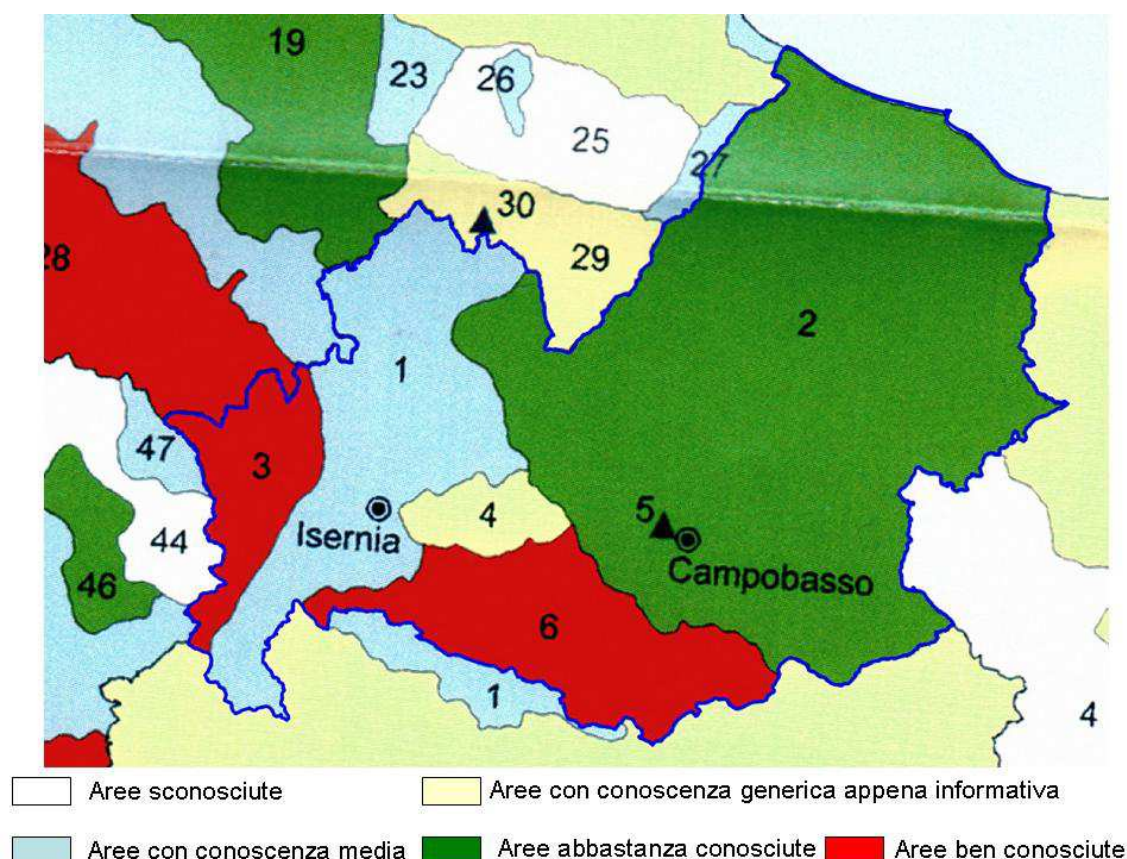 19
23
26
25
27
30
29
28
2
1
47
3
4
5
Isernia
44
Campobasso
46
6
1
4
Aree sconosciute
Aree con conoscenza generica appena informativa
Aree con conoscenza media
Aree abbastanza conosciute
Aree ben conosciute